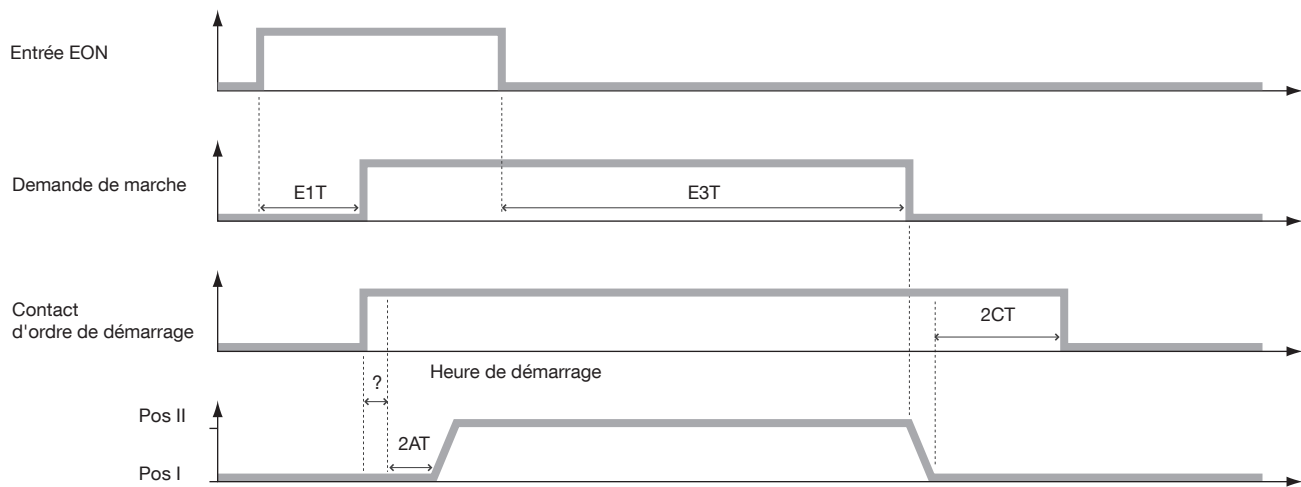 Entrée EON
Demande de marche
E1T
E3T
Contact
d'ordre de démarrage
2CT
Heure de démarrage
?
Pos II
2AT
Pos I